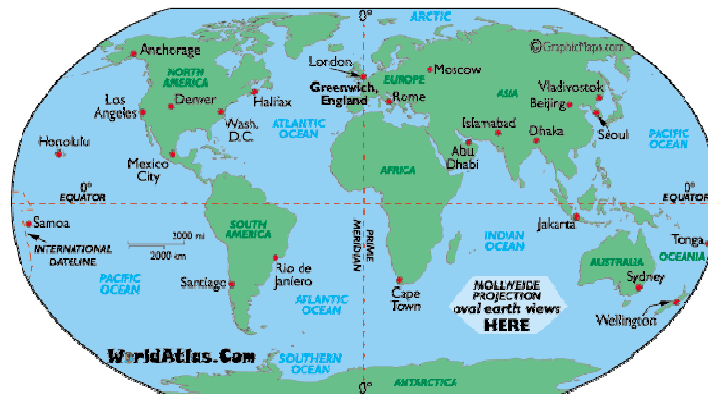 0°
ARCTIC
© GraphicMaps.com
Anchorage
London
Moscow
NORTH
AMERICA
EUROPE
Greenwich,
England
ASIA
Vladivostok
Los
Angeles
Denver
Halifax
Rome
Beijing
Wash.
D.C.
ATLANTIC
OCEAN
Islamabad
Dhaka
Seoul
PACIFIC
OCEAN
Honolulu
Mexico
City
Abu
Dhabi
AFRICA
0°
EQUATOR
0°
EQUATOR
Samoa
SOUTH
AMERICA
PRIME
MERIDIAN
INDIAN
OCEAN
Jakarta
Tonga
OCEANIA
INTERNATIONAL
DATELINE
3000 mi
2000 km
AUSTRALIA
Sydney
PACIFIC
OCEAN
Santiago
Rio de
Janiero
ATLANTIC
OCEAN
Cape
Town
MOLLWEIDE
PROJECTION
oval earth views
HERE
Wellington
WorldAtlas.Com
SOUTHERN
OCEAN
ANTARCTICA
0°